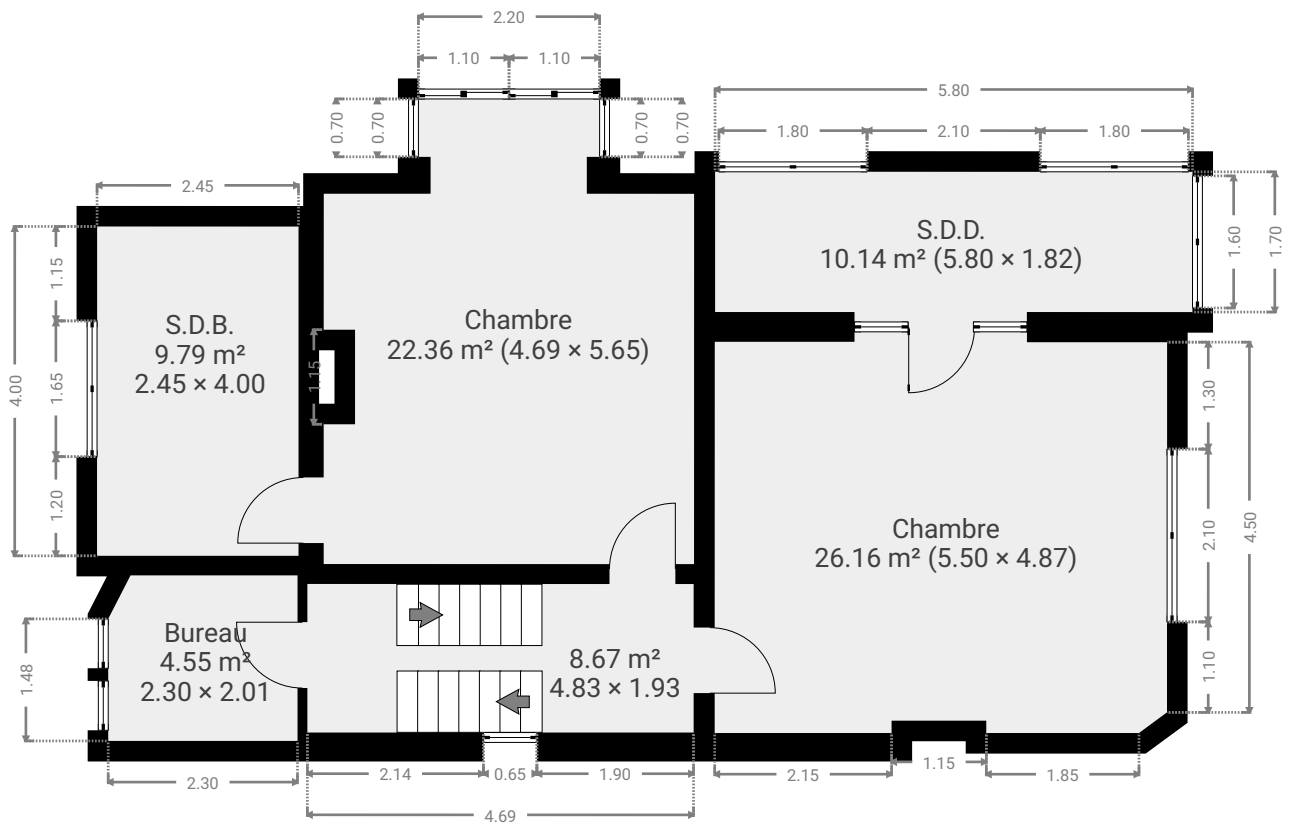 2.20
1.10
1.10
5.80
0.70
0.70
0.70
0.70
1.80
2.10
1.80
2.45
S.D.D.
10.14 m² (5.80 × 1.82)
1.60
1.70
1.15
S.D.B.
9.79 m²
2.45 × 4.00
Chambre
22.36 m² (4.69 × 5.65)
4.00
1.65
1.15
1.30
1.20
Chambre
26.16 m² (5.50 × 4.87)
2.10
4.50
Bureau
4.55 m²
2.30 × 2.01
8.67 m²
4.83 × 1.93
1.48
1.10
2.30
2.14
0.65
1.90
2.15
1.15
1.85
4.69